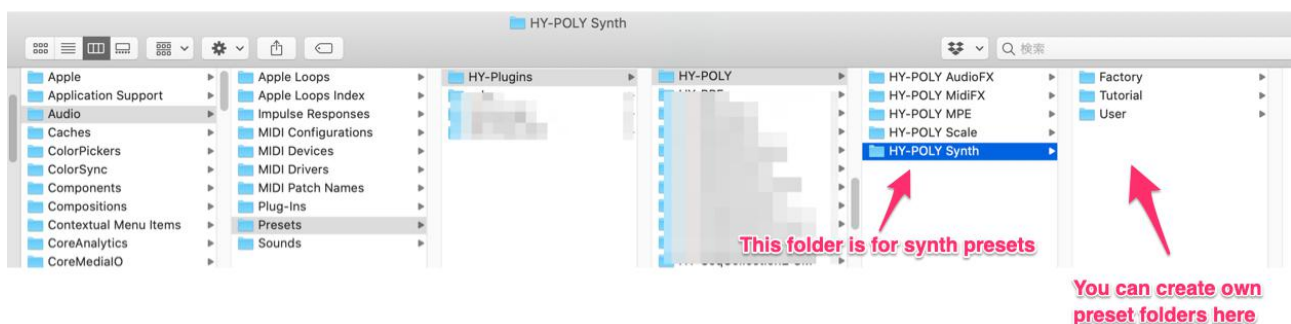 HY-POLY Synth
検索
Apple
Application Support
Audio
Caches
ColorPickers
ColorSync
Components
Compositions
Contextual Menu Items
CoreAnalytics
CoreMediaIO
Apple Loops
Apple Loops Index
Impulse Responses
MIDI Configurations
MIDI Devices
MIDI Drivers
MIDI Patch Names
Plug-Ins
Presets
Sounds
HY-Plugins
HY-POLY
HY-POLY AudioFX
HY-POLY MidiFX
HY-POLY MPE
HY-POLY Scale
HY-POLY Synth
Factory
Tutorial
User
This folder is for synth presets
You can create own
preset folders here